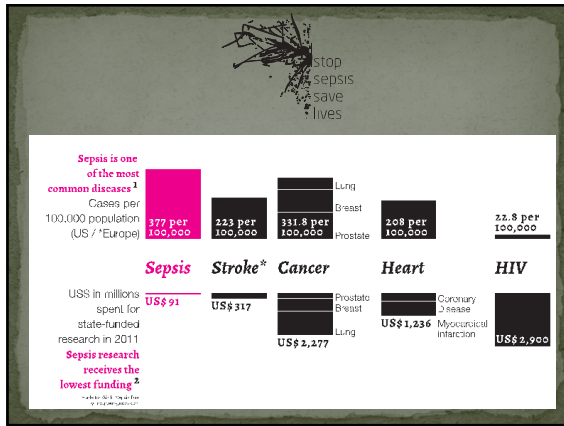 stop
sepsis
save
lives
Sepsis is one
of the most
common diseases 1
Cases per
100,000 population
(US / *Europe)
377 per
100,000
223 per
100,000
331.8 per
100,000
Lung
Breast
Prostate
208 per
100,000
22.8 per
100,000
Sepsis Stroke* Cancer Heart HIV
US$ in millions
spent for
state-funded
research in 2011
Sepsis research
receives the
lowest funding 2
US$ 91
US$ 317
Prostate
Breast
Lung
US$ 2,277
Coronary
Disease
Myocardical
infarction
US$ 1,236
US$ 2,900